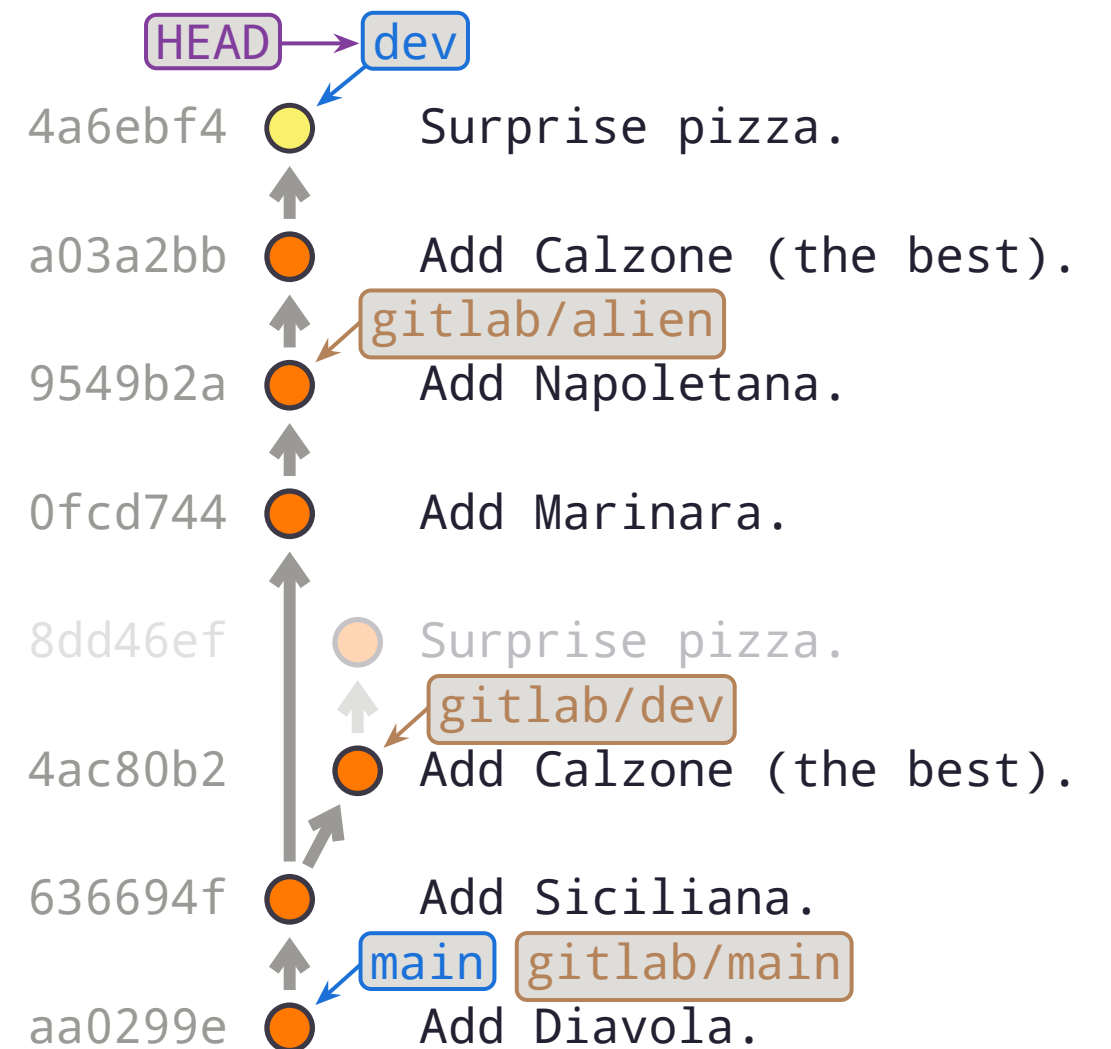 HEAD dev
4a6ebf4 Surprise pizza.
a03a2bb Add Calzone (the best).
gitlab/alien
9549b2a Add Napoletana.
0fcd744 Add Marinara.
8dd46ef Surprise pizza.
gitlab/dev
4ac80b2 Add Calzone (the best).
636694f Add Siciliana.
main gitlab/main
aa0299e Add Diavola.